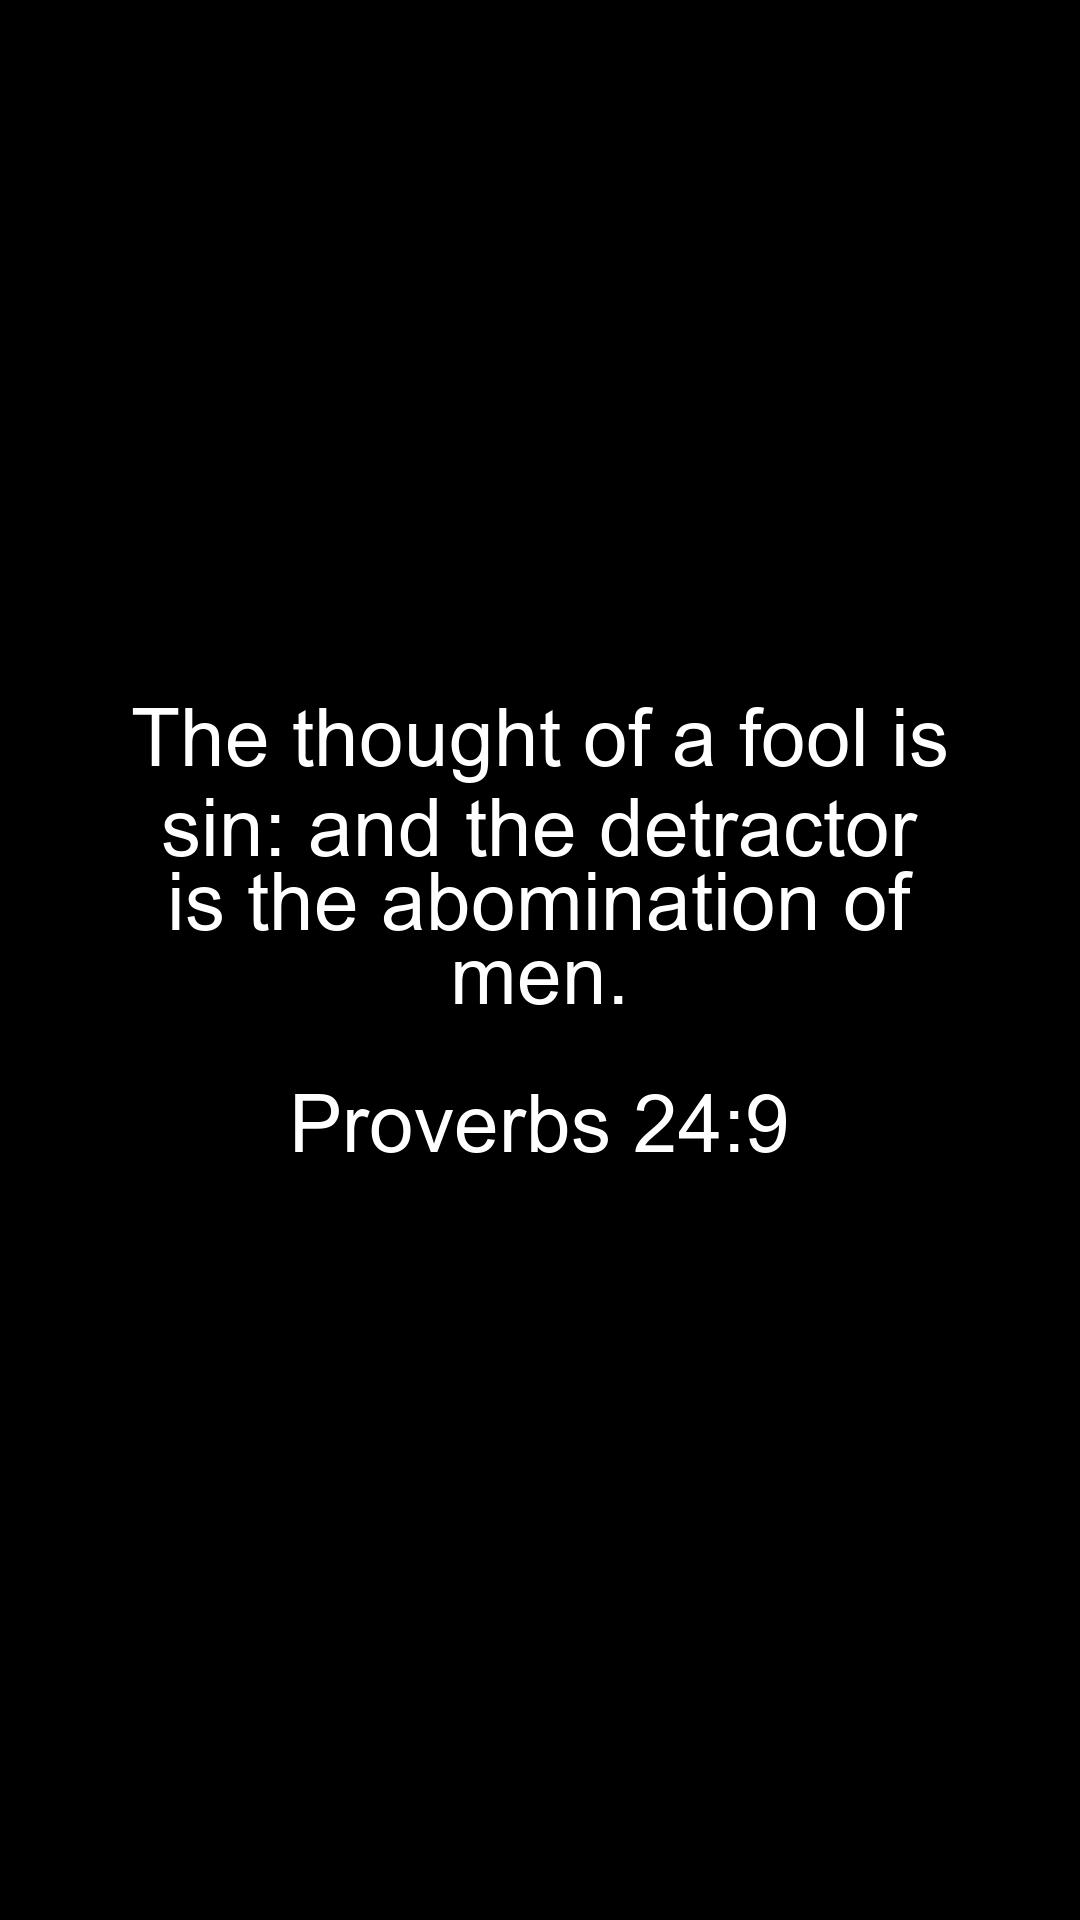 The thought of a fool is
sin: and the detractor
is the abomination of
men.
Proverbs 24:9